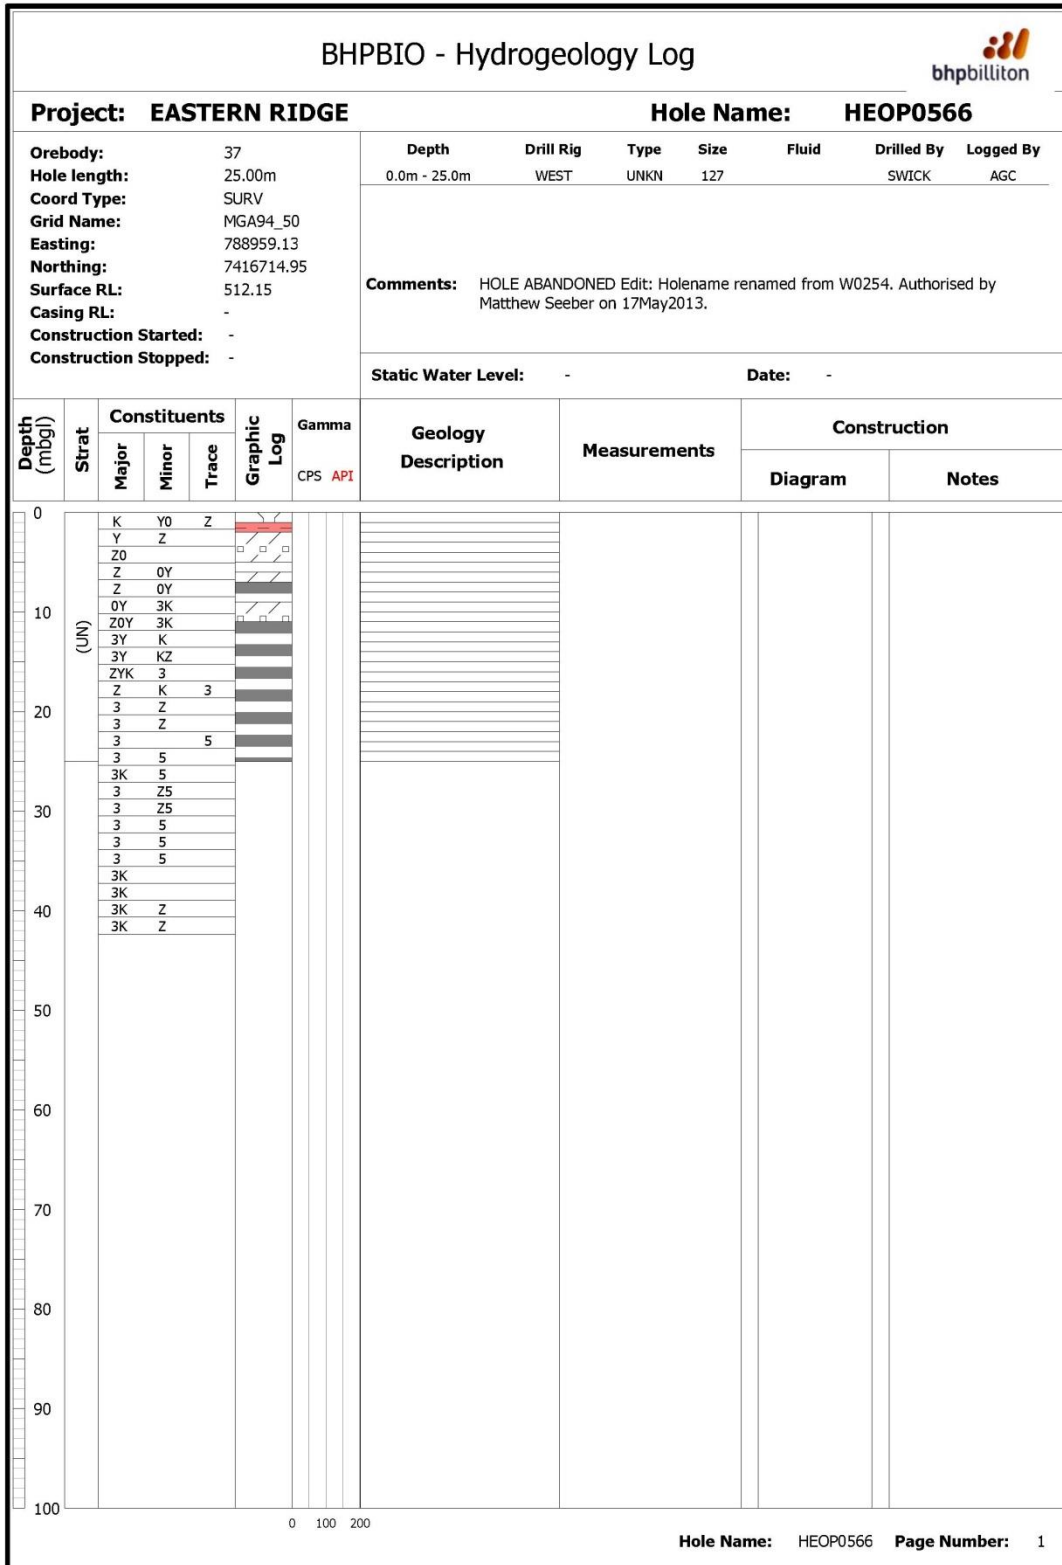 BHPBIO - Hydrogeology Log
bhpbilliton
Project: EASTERN RIDGE
Hole Name: HEOP0566
Orebody: 37
Hole length: 25.00m
Coord Type: SURV
Grid Name: MGA94_50
Easting: 788959.13
Northing: 7416714.95
Surface RL: 512.15
Casing RL: -
Construction Started: -
Construction Stopped: -
Depth Drill Rig Type Size Fluid Drilled By Logged By
0.0m - 25.0m WEST UNKN 127 SWICK AGC
Comments: HOLE ABANDONED Edit: Holename renamed from W0254. Authorised by
Matthew Seeber on 17May2013.
Static Water Level: - Date: -
Depth
(mbgl)
Strat
Constituents
Major
Minor
Trace
Graphic
Log
Gamma
CPS API
Geology
Description
Measurements
Construction
Diagram
Notes
0
10
20
30
40
50
60
70
80
90
100
(UN)
K Y0 Z
Y Z
Z0
Z 0Y
Z 0Y
0Y 3K
Z0Y 3K
3Y K
3Y KZ
ZYK 3
Z K 3
3 Z
3 Z
3 5
3 5
3K 5
3 Z5
3 Z5
3 5
3 5
3 5
3K
3K
3K Z
3K Z
0 100 200
Hole Name: HEOP0566 Page Number: 1